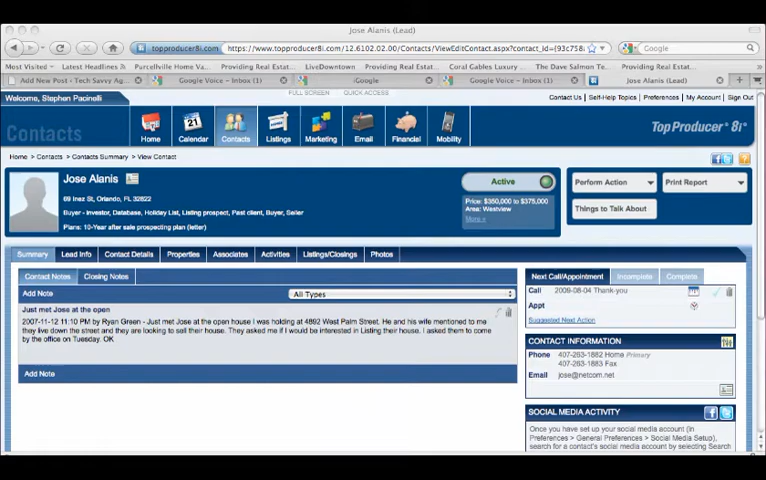 Jose Alanis (Lead)
topproducer8i.com https://www.topproducer8i.com/12.6102.02.00/Contacts/ViewEditContact.aspx?contact_id={93c758 Google
Most Visited Latest Headlines Parcellville Home Va... Providing Real Estat... LiveDowntown Providing Real Estat... Coral Gables Luxury ... The Dave Salmon Te... Providing Real Estat...
Add New Post ‹ Tech Savvy Ag... Google Voice - Inbox (1) iGoogle Google Voice - Inbox (1) Jose Alanis (Lead)
Welcome, Stephen Pacinelli FULL SCREEN QUICK ACCESS Contact Us Self-Help Topics Preferences My Account Sign Out
Contacts Home Calendar Contacts Listings Marketing Email Financial Mobility Top Producer 8i
Home > Contacts > Contacts Summary > View Contact
Jose Alanis Active Perform Action Print Report
69 Inez St, Orlando, FL 32822 Price: $350,000 to $375,000
Area: Westview
Buyer - Investor, Database, Holiday List, Listing prospect, Past client, Buyer, Seller More » Things to Talk About
Plans: 10-Year after sale prospecting plan (letter)
Summary Lead Info Contact Details Properties Associates Activities Listings/Closings Photos
Contact Notes Closing Notes Next Call/Appointment Incomplete Complete
Add Note All Types Call 2009-08-04 Thank-you
Just met Jose at the open Appt
2007-11-12 11:10 PM by Ryan Green - Just met Jose at the open house I was holding at 4892 West Palm Street. He and his wife mentioned to me
they live down the street and they are looking to sell their house. They asked me if I would be interested in Listing their house. I asked them to come
by the office on Tuesday. OK
Suggested Next Action
CONTACT INFORMATION
Phone 407-263-1882 Home Primary
407-263-1883 Fax
Add Note Email jose@netcom.net
SOCIAL MEDIA ACTIVITY
Once you have set up your social media account (in
Preferences > General Preferences > Social Media Setup),
search for a contact's social media activity by selecting Search